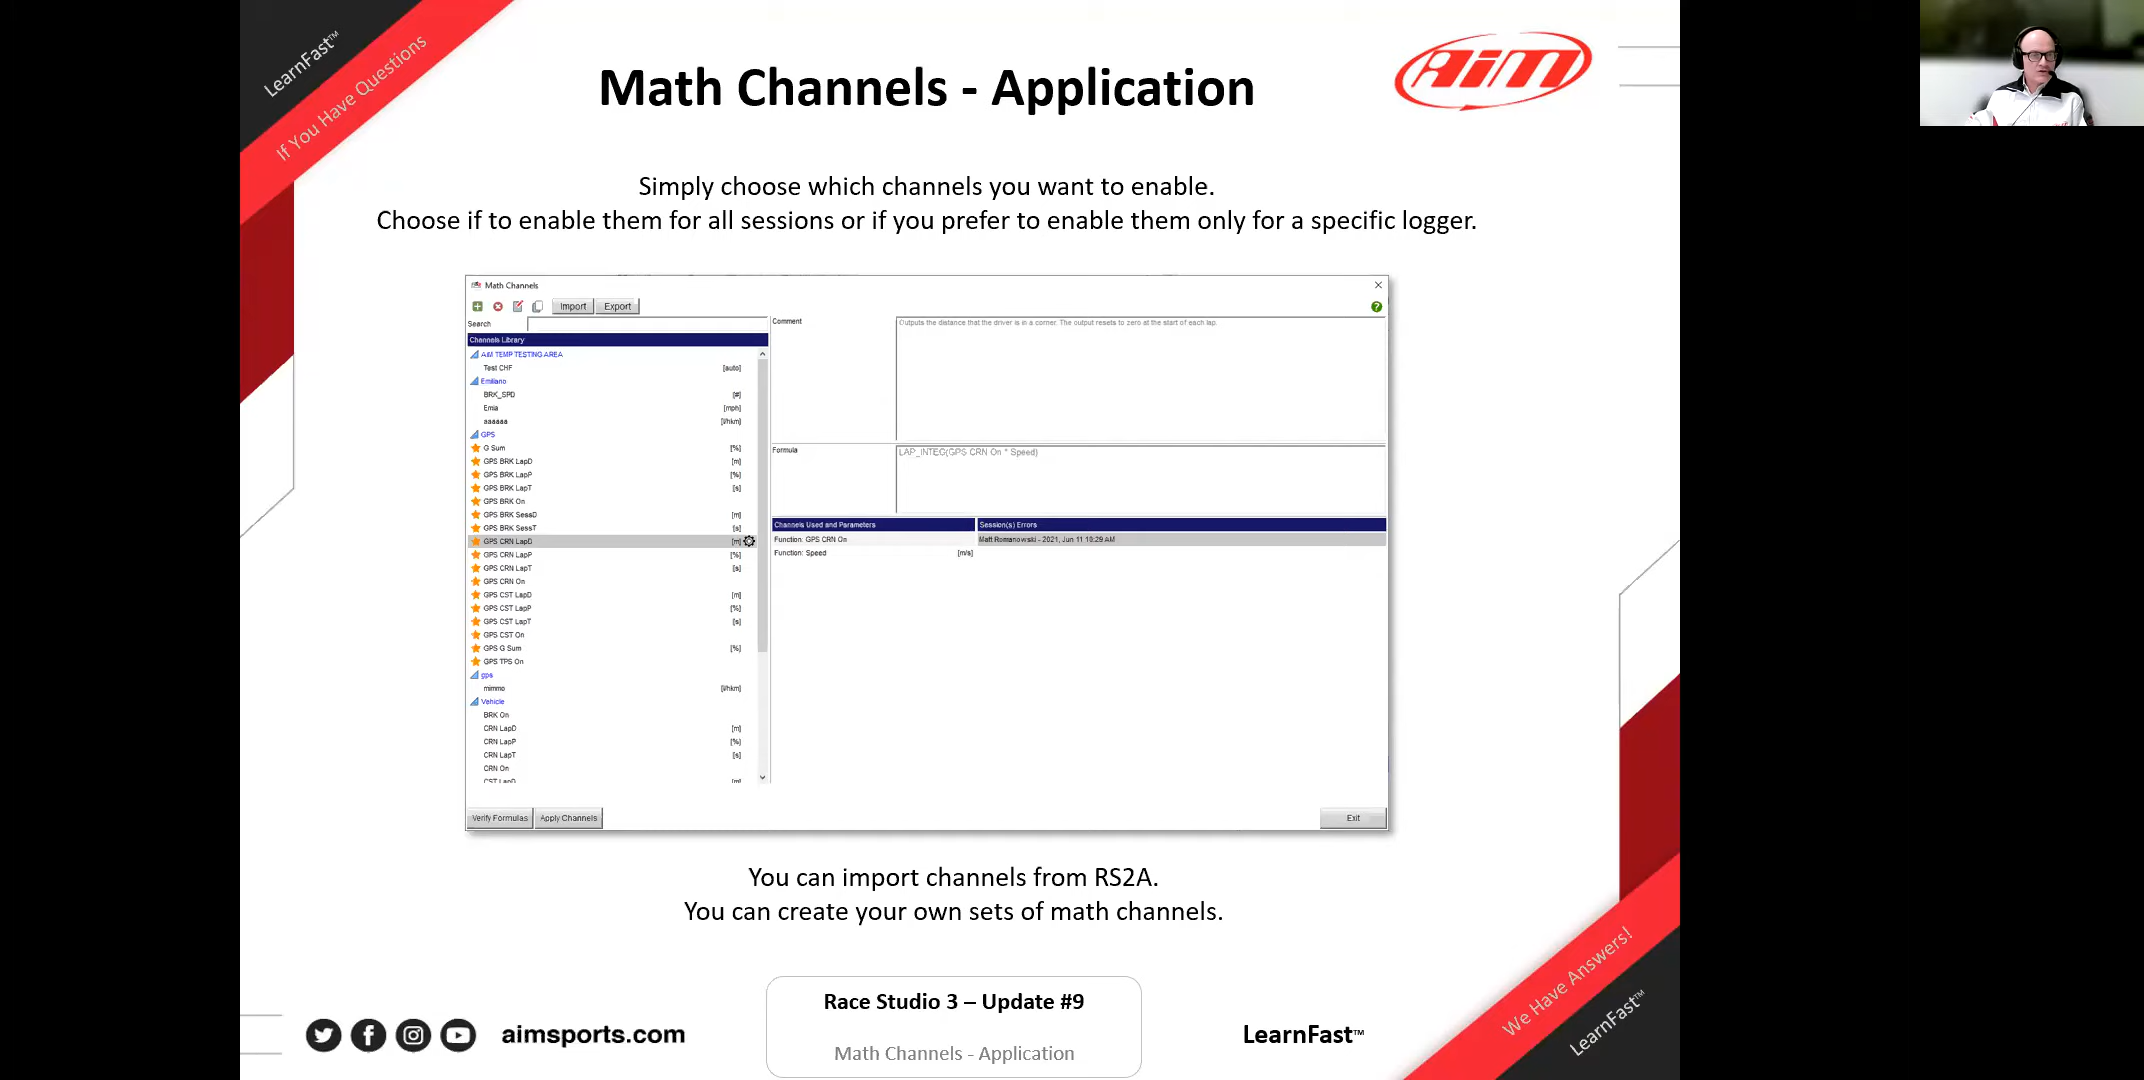 LearnFast™
If You Have Questions
Math Channels - Application
AiM
Simply choose which channels you want to enable.
Choose if to enable them for all sessions or if you prefer to enable them only for a specific logger.
Math Channels
Import Export
Search
Channels Library
AiM TEMP TESTING AREA
Test CHF [auto]
Emiliano
BRK_SPD [#]
Emia [mph]
aaaaaa [l/hkm]
GPS
G Sum [%]
GPS BRK LapD [m]
GPS BRK LapP [%]
GPS BRK LapT [s]
GPS BRK On
GPS BRK SessD [m]
GPS BRK SessT [s]
GPS CRN LapD [m]
GPS CRN LapP [%]
GPS CRN LapT [s]
GPS CRN On
GPS CST LapD [m]
GPS CST LapP [%]
GPS CST LapT [s]
GPS CST On
GPS G Sum [%]
GPS TPS On
gps
mimmo [l/hkm]
Vehicle
BRK On
CRN LapD [m]
CRN LapP [%]
CRN LapT [s]
CRN On
CST LapD [m]
Comment
Outputs the distance that the driver is in a corner. The output resets to zero at the start of each lap.
Formula
LAP_INTEG(GPS CRN On * Speed)
Channels Used and Parameters
Function: GPS CRN On
Function: Speed [m/s]
Session(s) Errors
Matt Romanowski - 2021, Jun 11 10:29 AM
Verify Formulas Apply Channels Exit
You can import channels from RS2A.
You can create your own sets of math channels.
aimsports.com
Race Studio 3 – Update #9
Math Channels - Application
LearnFast™
We Have Answers!
LearnFast™